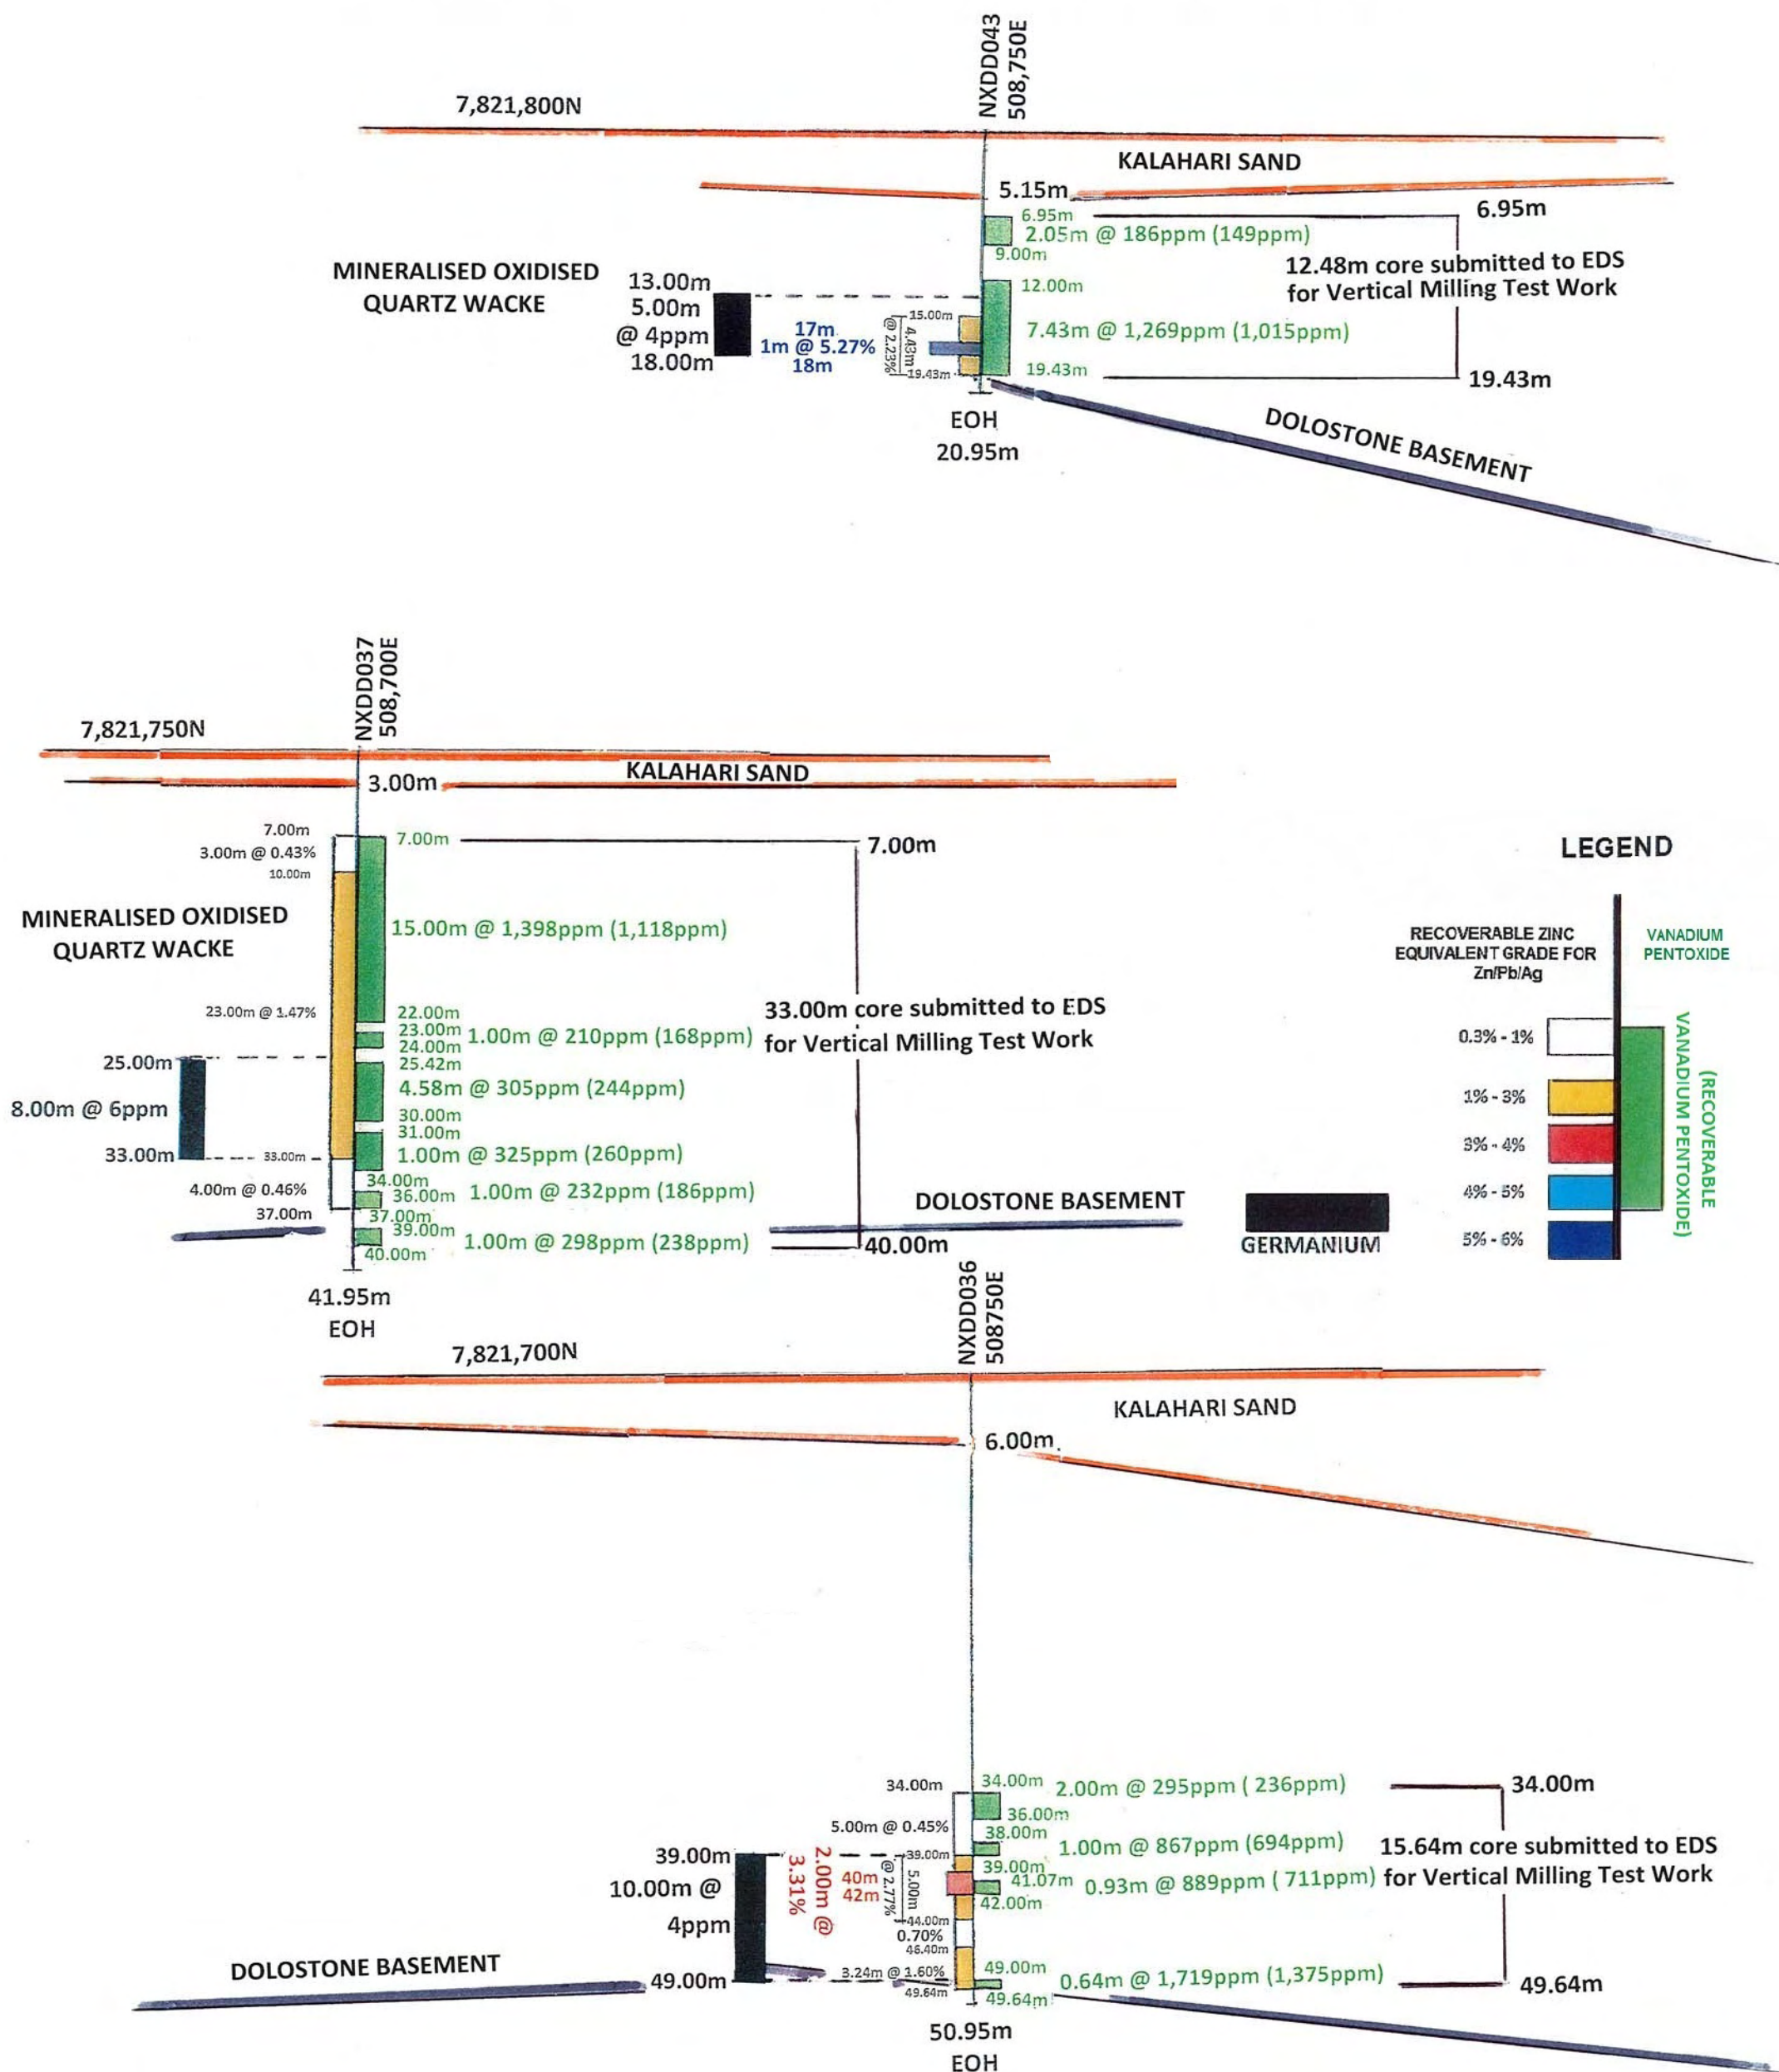 NXDD043
508,750E
7,821,800N
KALAHARI SAND
5.15m
6.95m
6.95m
2.05m @ 186ppm (149ppm)
9.00m
12.48m core submitted to EDS
for Vertical Milling Test Work
MINERALISED OXIDISED
QUARTZ WACKE
13.00m
5.00m
@ 4ppm
18.00m
17m
1m @ 5.27%
18m
15.00m
4.43m
@ 2.23%
19.43m
12.00m
7.43m @ 1,269ppm (1,015ppm)
19.43m
19.43m
EOH
20.95m
DOLOSTONE BASEMENT
NXDD037
508,700E
7,821,750N
KALAHARI SAND
3.00m
7.00m
3.00m @ 0.43%
10.00m
7.00m
7.00m
MINERALISED OXIDISED
QUARTZ WACKE
15.00m @ 1,398ppm (1,118ppm)
23.00m @ 1.47%
22.00m
23.00m
24.00m
1.00m @ 210ppm (168ppm)
33.00m core submitted to EDS
for Vertical Milling Test Work
25.42m
25.00m
8.00m @ 6ppm
33.00m
33.00m
4.58m @ 305ppm (244ppm)
30.00m
31.00m
1.00m @ 325ppm (260ppm)
34.00m
4.00m @ 0.46%
37.00m
36.00m
1.00m @ 232ppm (186ppm)
37.00m
39.00m
1.00m @ 298ppm (238ppm)
40.00m
40.00m
DOLOSTONE BASEMENT
41.95m
EOH
LEGEND
RECOVERABLE ZINC
EQUIVALENT GRADE FOR
Zn/Pb/Ag
VANADIUM
PENTOXIDE
0.3% - 1%
1% - 3%
3% - 4%
4% - 5%
5% - 6%
(RECOVERABLE
VANADIUM PENTOXIDE)
GERMANIUM
NXDD036
508750E
7,821,700N
KALAHARI SAND
6.00m
34.00m
34.00m
2.00m @ 295ppm ( 236ppm)
34.00m
36.00m
5.00m @ 0.45%
38.00m
1.00m @ 867ppm (694ppm)
15.64m core submitted to EDS
for Vertical Milling Test Work
39.00m
10.00m @
4ppm
49.00m
2.00m @
3.31%
40m
42m
39.00m
5.00m
@ 2.77%
44.00m
0.70%
46.40m
3.24m @ 1.60%
49.64m
39.00m
41.07m
0.93m @ 889ppm ( 711ppm)
42.00m
49.00m
0.64m @ 1,719ppm (1,375ppm)
49.64m
49.64m
DOLOSTONE BASEMENT
50.95m
EOH